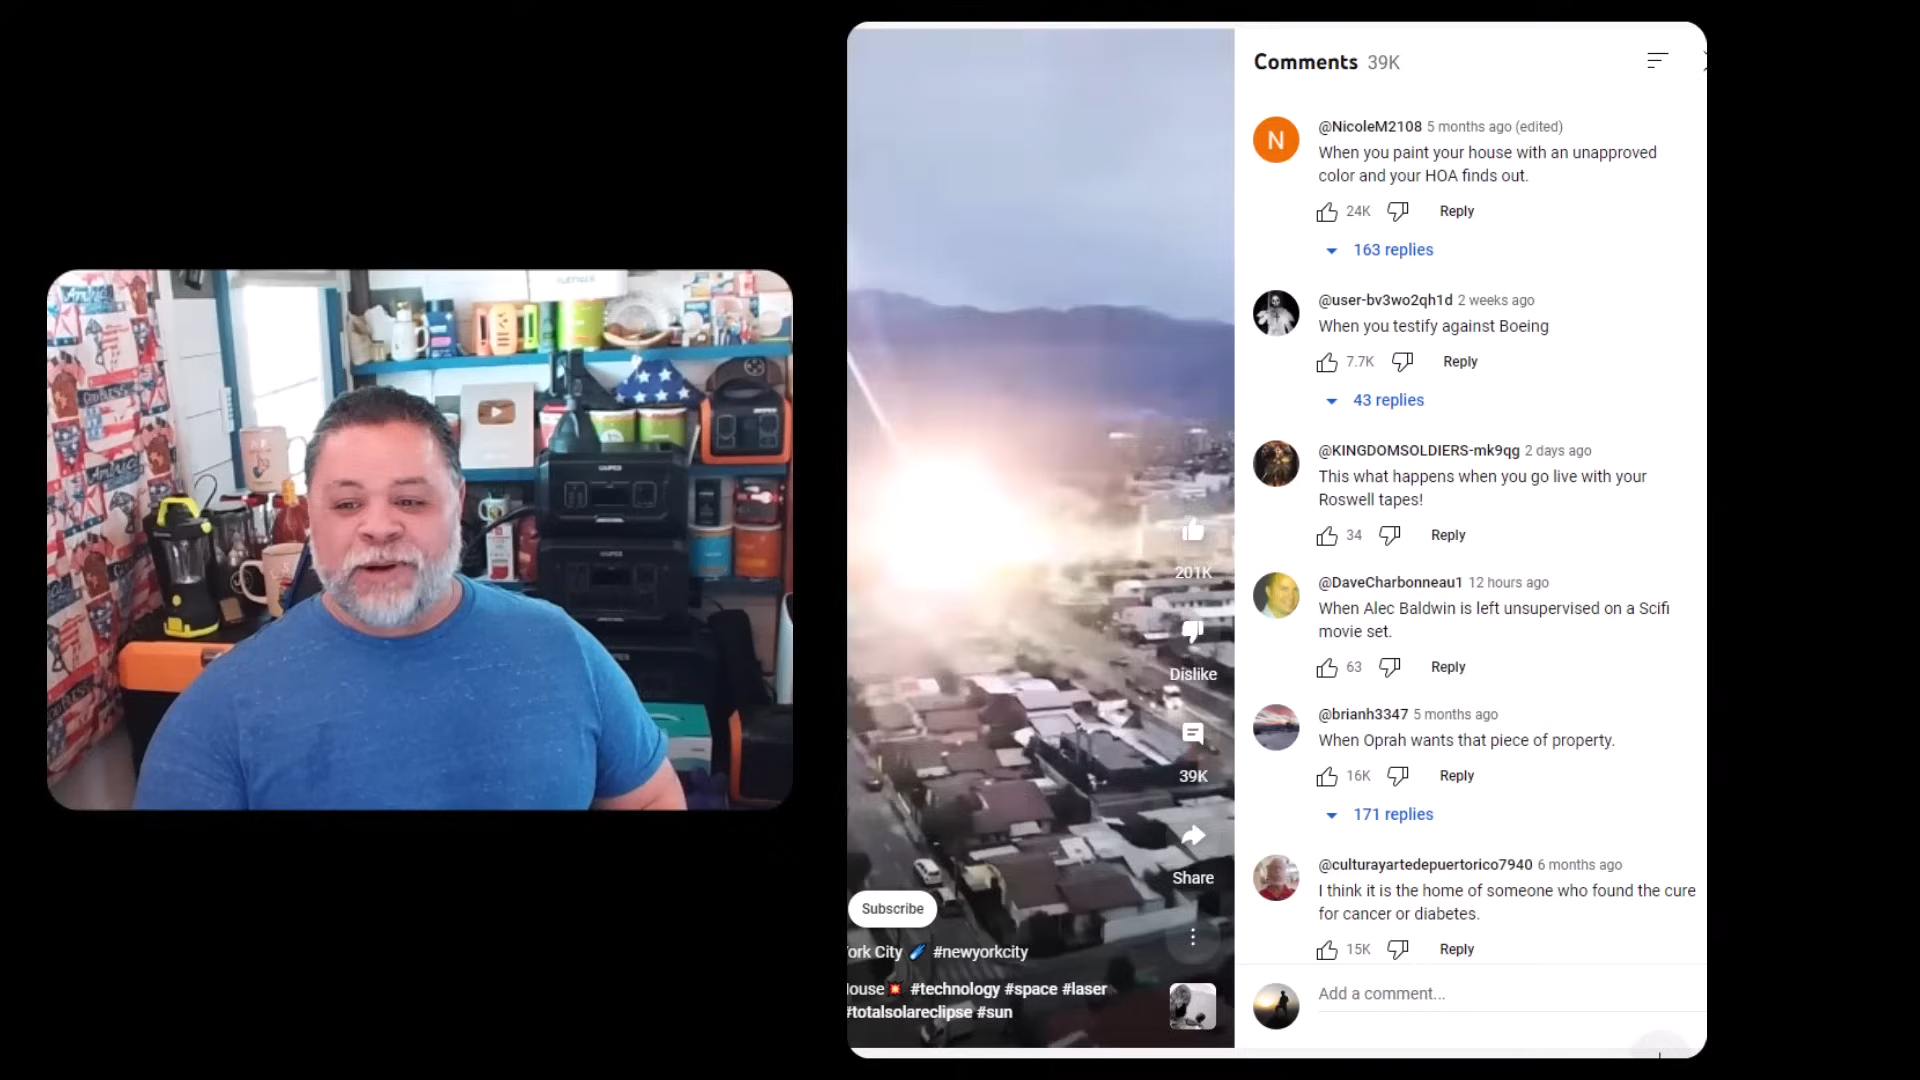 Comments 39K
@NicoleM2108 5 months ago (edited)
When you paint your house with an unapproved
color and your HOA finds out.
24K Reply
163 replies
@user-bv3wo2qh1d 2 weeks ago
When you testify against Boeing
7.7K Reply
43 replies
@KINGDOMSOLDIERS-mk9qg 2 days ago
This what happens when you go live with your
Roswell tapes!
34 Reply
@DaveCharbonneau1 12 hours ago
When Alec Baldwin is left unsupervised on a Scifi
movie set.
63 Reply
@brianh3347 5 months ago
When Oprah wants that piece of property.
16K Reply
171 replies
@culturayartedepuertorico7940 6 months ago
I think it is the home of someone who found the cure
for cancer or diabetes.
15K Reply
Add a comment...
201K
Dislike
39K
Share
Subscribe
ork City #newyorkcity
ouse #technology #space #laser
#totalsolareclipse #sun